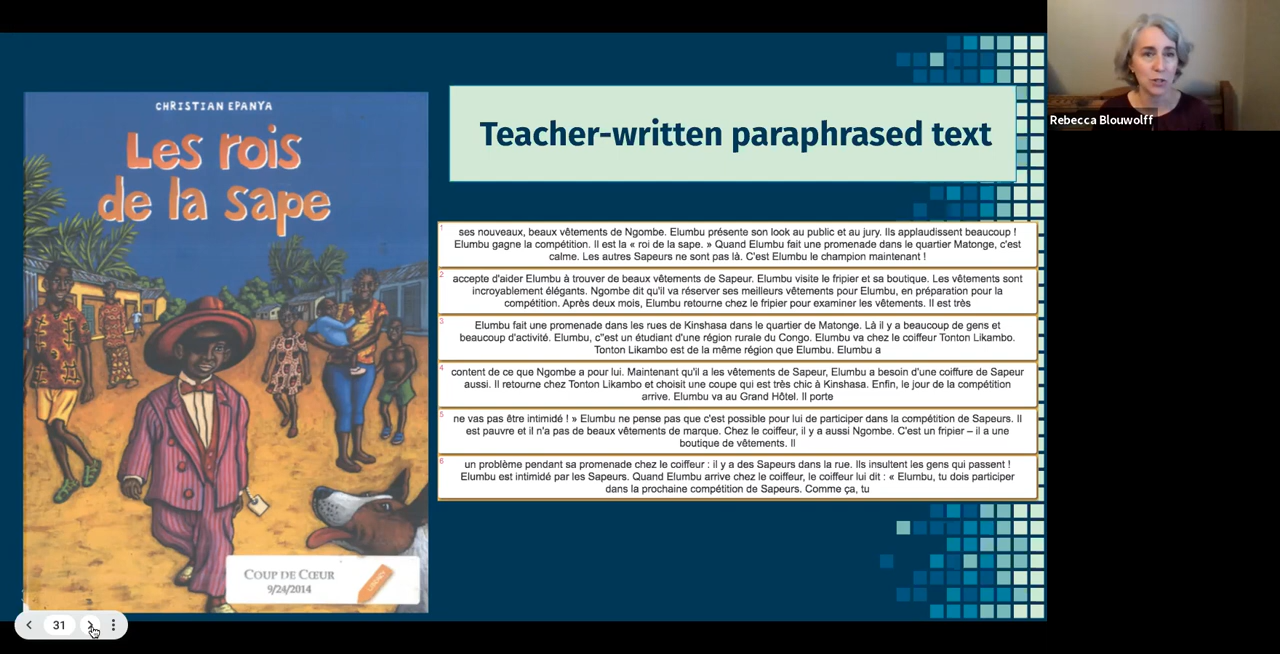 CHRISTIAN EPANYA
Les rois
de la sape
COUP DE CŒUR
9/24/2014
Teacher-written paraphrased text
1
ses nouveaux, beaux vêtements de Ngombe. Elumbu présente son look au public et au jury. Ils applaudissent beaucoup !
Elumbu gagne la compétition. Il est la « roi de la sape. » Quand Elumbu fait une promenade dans le quartier Matonge, c'est
calme. Les autres Sapeurs ne sont pas là. C'est Elumbu le champion maintenant !
2
accepte d'aider Elumbu à trouver de beaux vêtements de Sapeur. Elumbu visite le fripier et sa boutique. Les vêtements sont
incroyablement élégants. Ngombe dit qu'il va réserver ses meilleurs vêtements pour Elumbu, en préparation pour la
compétition. Après deux mois, Elumbu retourne chez le fripier pour examiner les vêtements. Il est très
3
Elumbu fait une promenade dans les rues de Kinshasa dans le quartier de Matonge. Là il y a beaucoup de gens et
beaucoup d'activité. Elumbu, c"est un étudiant d'une région rurale du Congo. Elumbu va chez le coiffeur Tonton Likambo.
Tonton Likambo est de la même région que Elumbu. Elumbu a
4
content de ce que Ngombe a pour lui. Maintenant qu'il a les vêtements de Sapeur, Elumbu a besoin d'une coiffure de Sapeur
aussi. Il retourne chez Tonton Likambo et choisit une coupe qui est très chic à Kinshasa. Enfin, le jour de la compétition
arrive. Elumbu va au Grand Hôtel. Il porte
5
ne vas pas être intimidé ! » Elumbu ne pense pas que c'est possible pour lui de participer dans la compétition de Sapeurs. Il
est pauvre et il n'a pas de beaux vêtements de marque. Chez le coiffeur, il y a aussi Ngombe. C'est un fripier – il a une
boutique de vêtements. Il
6
un problème pendant sa promenade chez le coiffeur : il y a des Sapeurs dans la rue. Ils insultent les gens qui passent !
Elumbu est intimidé par les Sapeurs. Quand Elumbu arrive chez le coiffeur, le coiffeur lui dit : « Elumbu, tu dois participer
dans la prochaine compétition de Sapeurs. Comme ça, tu
Rebecca Blouwolff
31